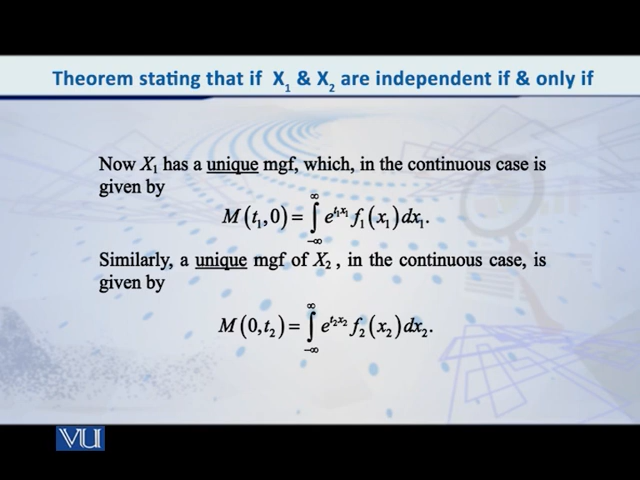 Theorem stating that if X₁ & X₂ are independent if & only if
Now X₁ has a unique mgf, which, in the continuous case is
given by
M(t₁,0) = ∫_{-∞}^{∞} e^{t₁x₁} f₁(x₁)dx₁.
Similarly, a unique mgf of X₂ , in the continuous case, is
given by
M(0,t₂) = ∫_{-∞}^{∞} e^{t₂x₂} f₂(x₂)dx₂.
VU